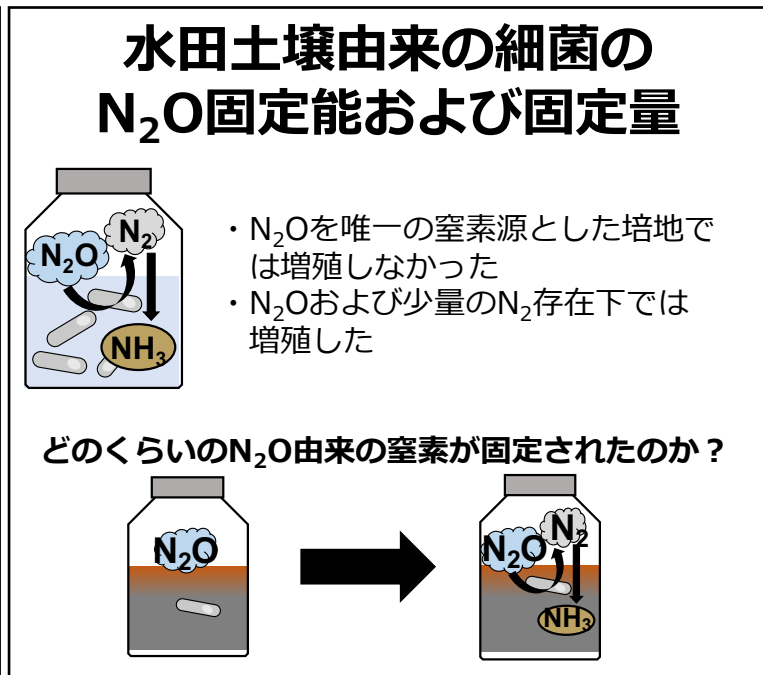 水田土壌由来の細菌の
N₂O固定能および固定量
N₂
N₂O
NH₃
・N₂Oを唯一の窒素源とした培地で
は増殖しなかった
・N₂Oおよび少量のN₂存在下では
増殖した
どのくらいのN₂O由来の窒素が固定されたのか？
N₂O
N₂
N₂O
NH₃